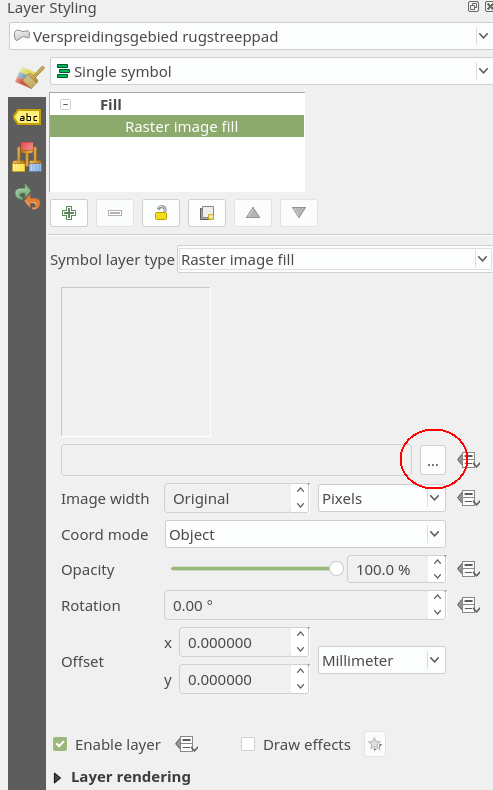 Layer Styling
Verspreidingsgebied rugstreeppad
Single symbol
abc
Fill
Raster image fill
Symbol layer type Raster image fill
...
Image width Original Pixels
Coord mode Object
Opacity 100.0 %
Rotation 0.00 °
x 0.000000
Offset Millimeter
y 0.000000
Enable layer Draw effects
Layer rendering